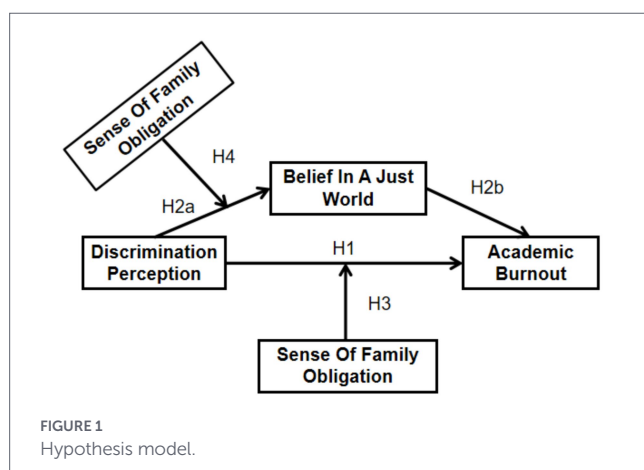 Sense Of Family
Obligation
H4
Belief In A Just
World
H2a
H2b
Discrimination
Perception
H1
Academic
Burnout
H3
Sense Of Family
Obligation
FIGURE 1
Hypothesis model.